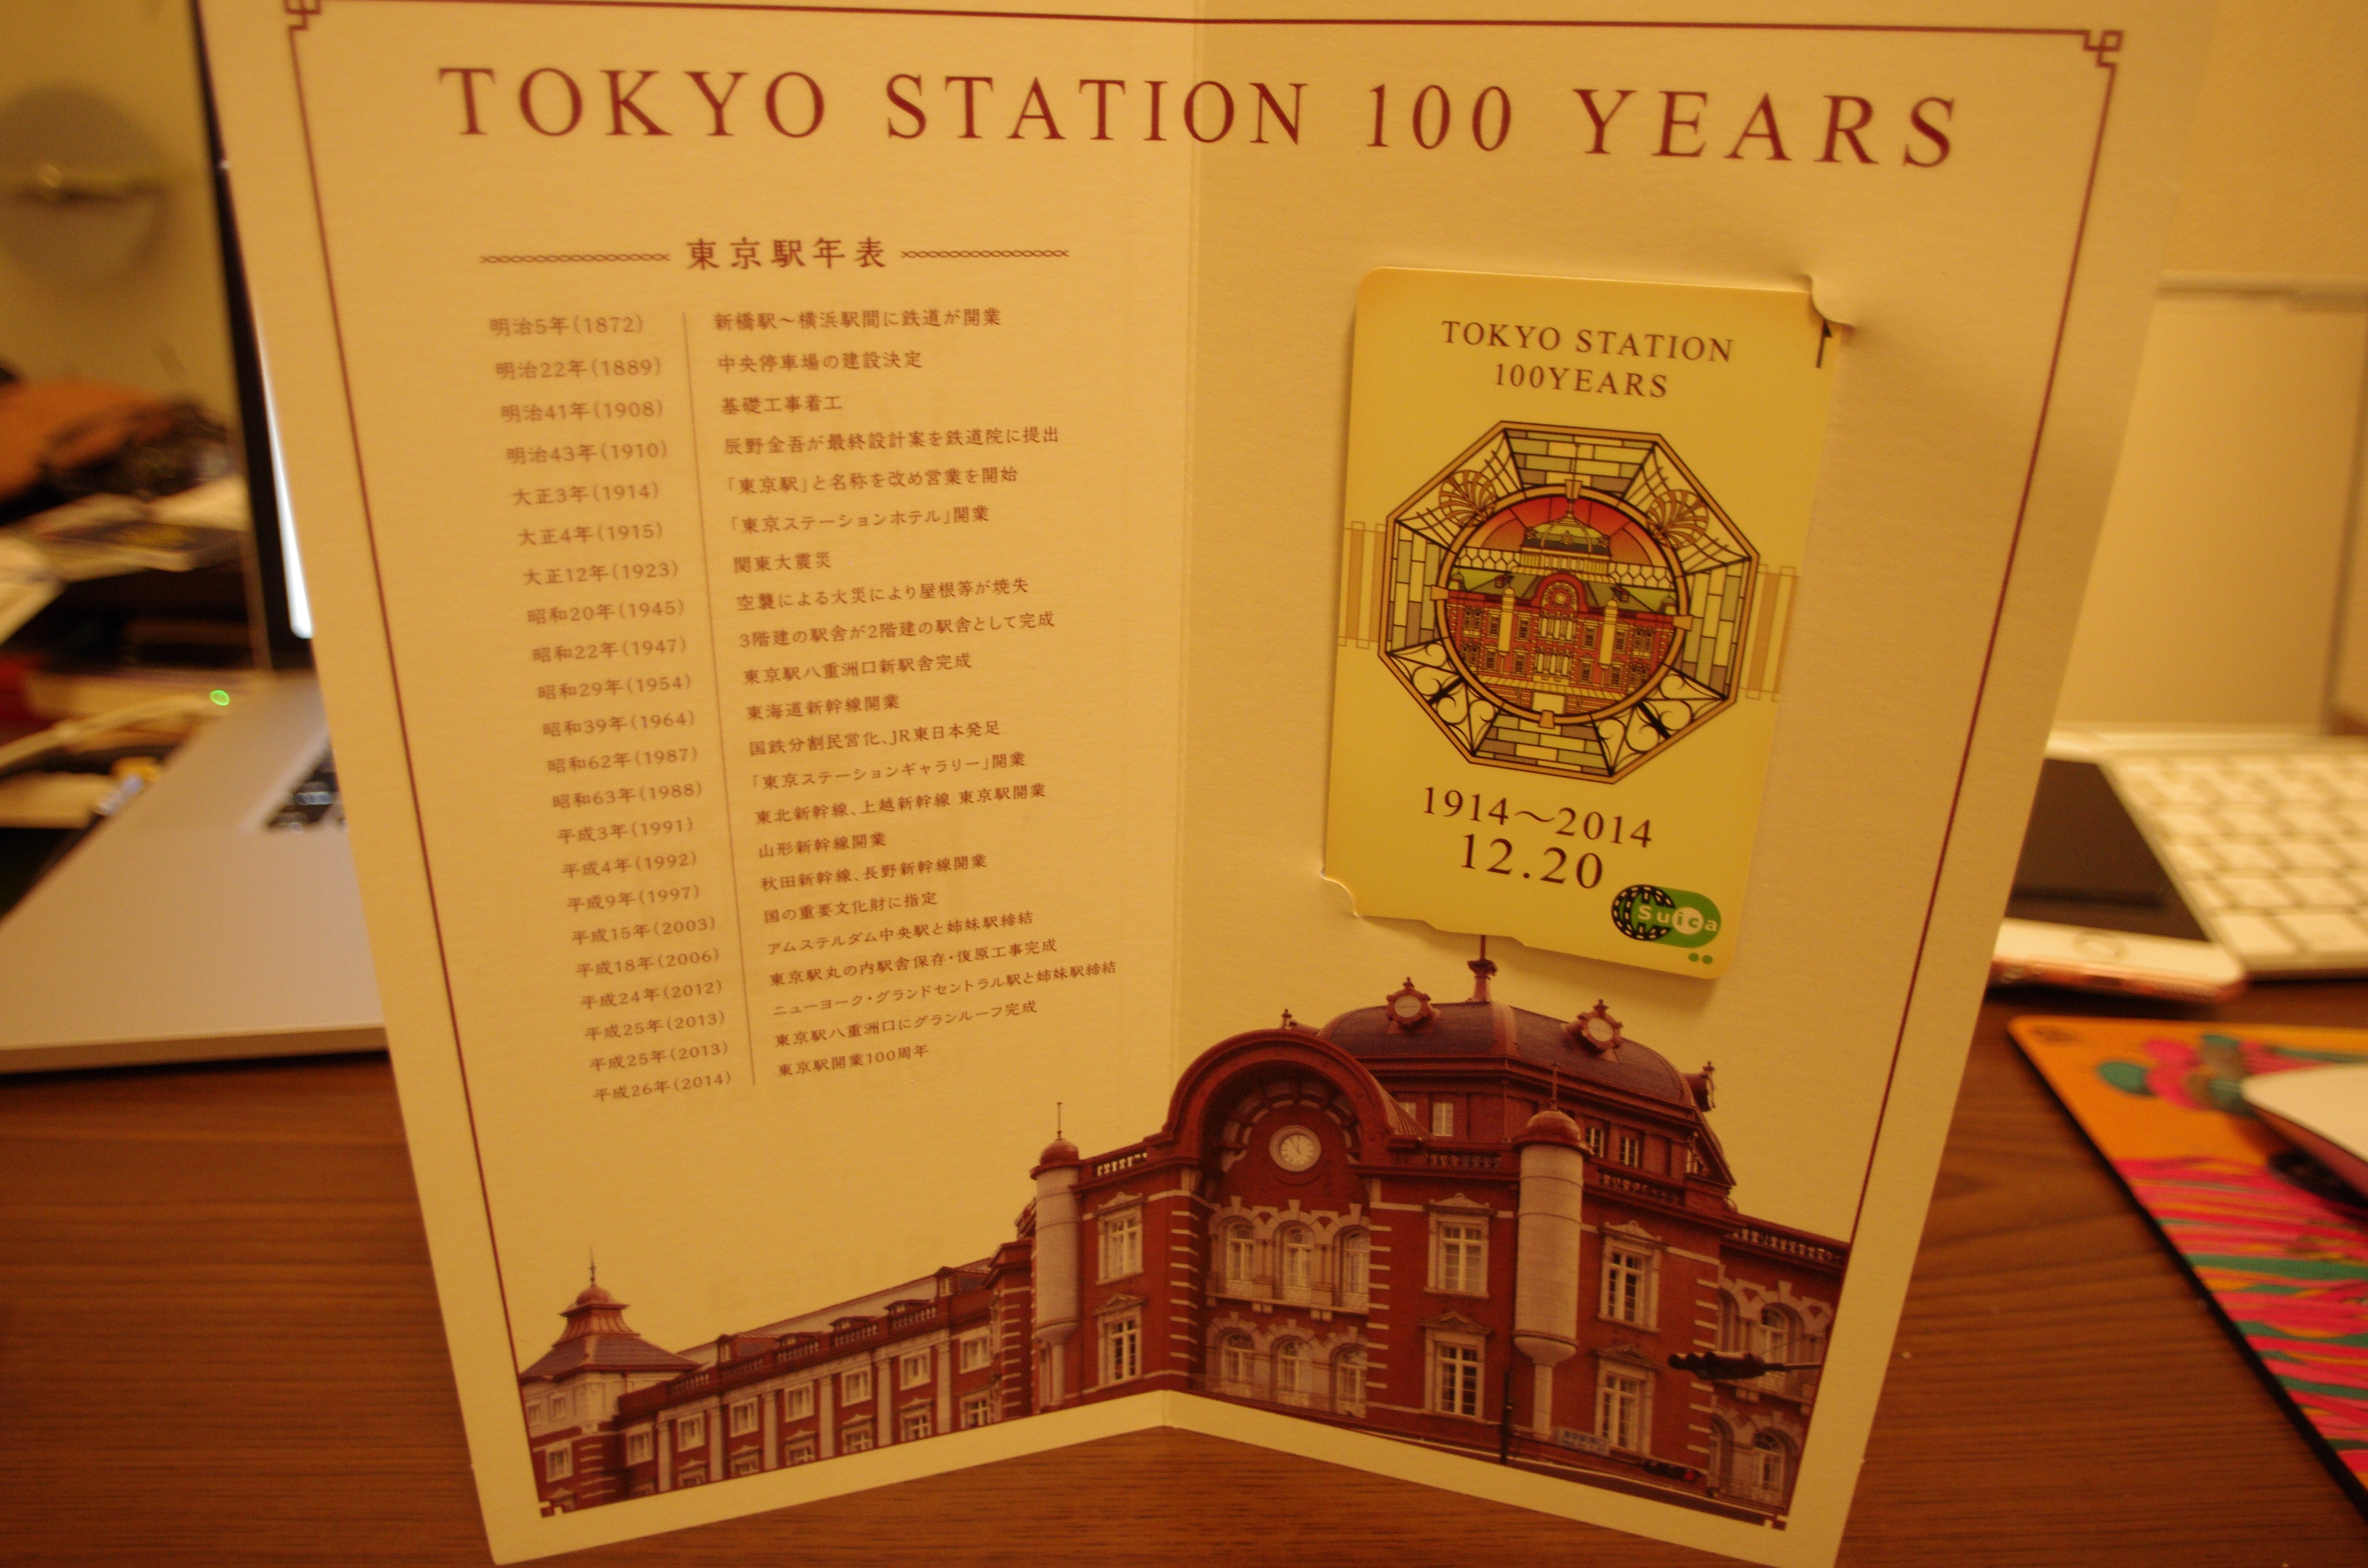 TOKYO STATION 100 YEARS
東京駅年表
明治5年(1872) 新橋駅～横浜駅間に鉄道が開業
明治22年(1889) 中央停車場の建設決定
明治41年(1908) 基礎工事着工
明治43年(1910) 辰野金吾が最終設計案を鉄道院に提出
大正3年(1914) 「東京駅」と名称を改め営業を開始
大正4年(1915) 「東京ステーションホテル」開業
大正12年(1923) 関東大震災
昭和20年(1945) 空襲による火災により屋根等が焼失
昭和22年(1947) 3階建の駅舎が2階建の駅舎として完成
昭和29年(1954) 東京駅八重洲口新駅舎完成
昭和39年(1964) 東海道新幹線開業
昭和62年(1987) 国鉄分割民営化、JR東日本発足
昭和63年(1988) 「東京ステーションギャラリー」開業
平成3年(1991) 東北新幹線、上越新幹線 東京駅開業
平成4年(1992) 山形新幹線開業
平成9年(1997) 秋田新幹線、長野新幹線開業
平成15年(2003) 国の重要文化財に指定
平成18年(2006) アムステルダム中央駅と姉妹駅締結
平成24年(2012) 東京駅丸の内駅舎保存・復原工事完成
平成25年(2013) ニューヨーク・グランドセントラル駅と姉妹駅締結
平成25年(2013) 東京駅八重洲口にグランルーフ完成
平成26年(2014) 東京駅開業100周年
TOKYO STATION
100YEARS
1914～2014
12.20
Suica